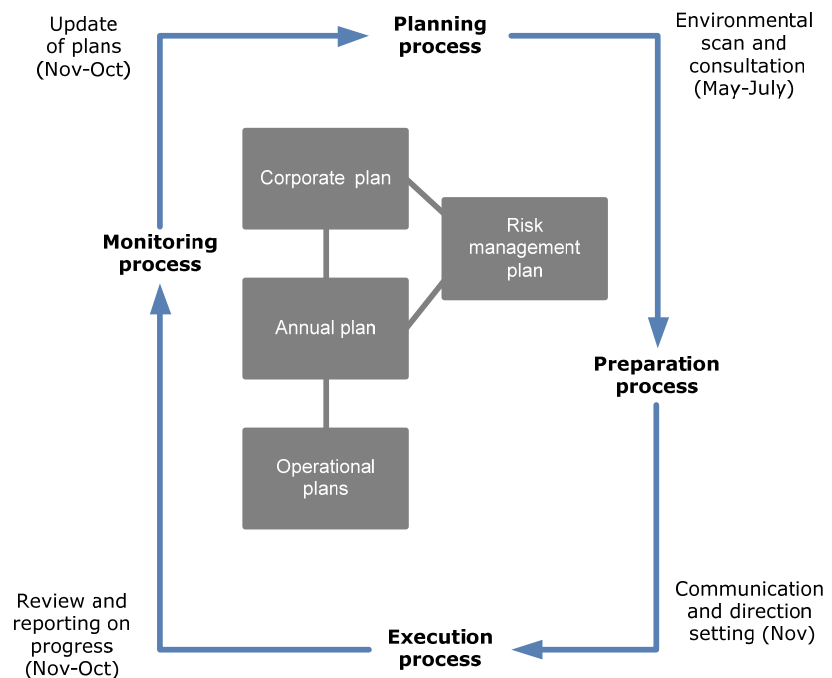 Update
of plans
(Nov-Oct)
Planning
process
Environmental
scan and
consultation
(May-July)
Corporate plan
Risk
management
plan
Monitoring
process
Annual plan
Preparation
process
Operational
plans
Review and
reporting on
progress
(Nov-Oct)
Execution
process
Communication
and direction
setting (Nov)